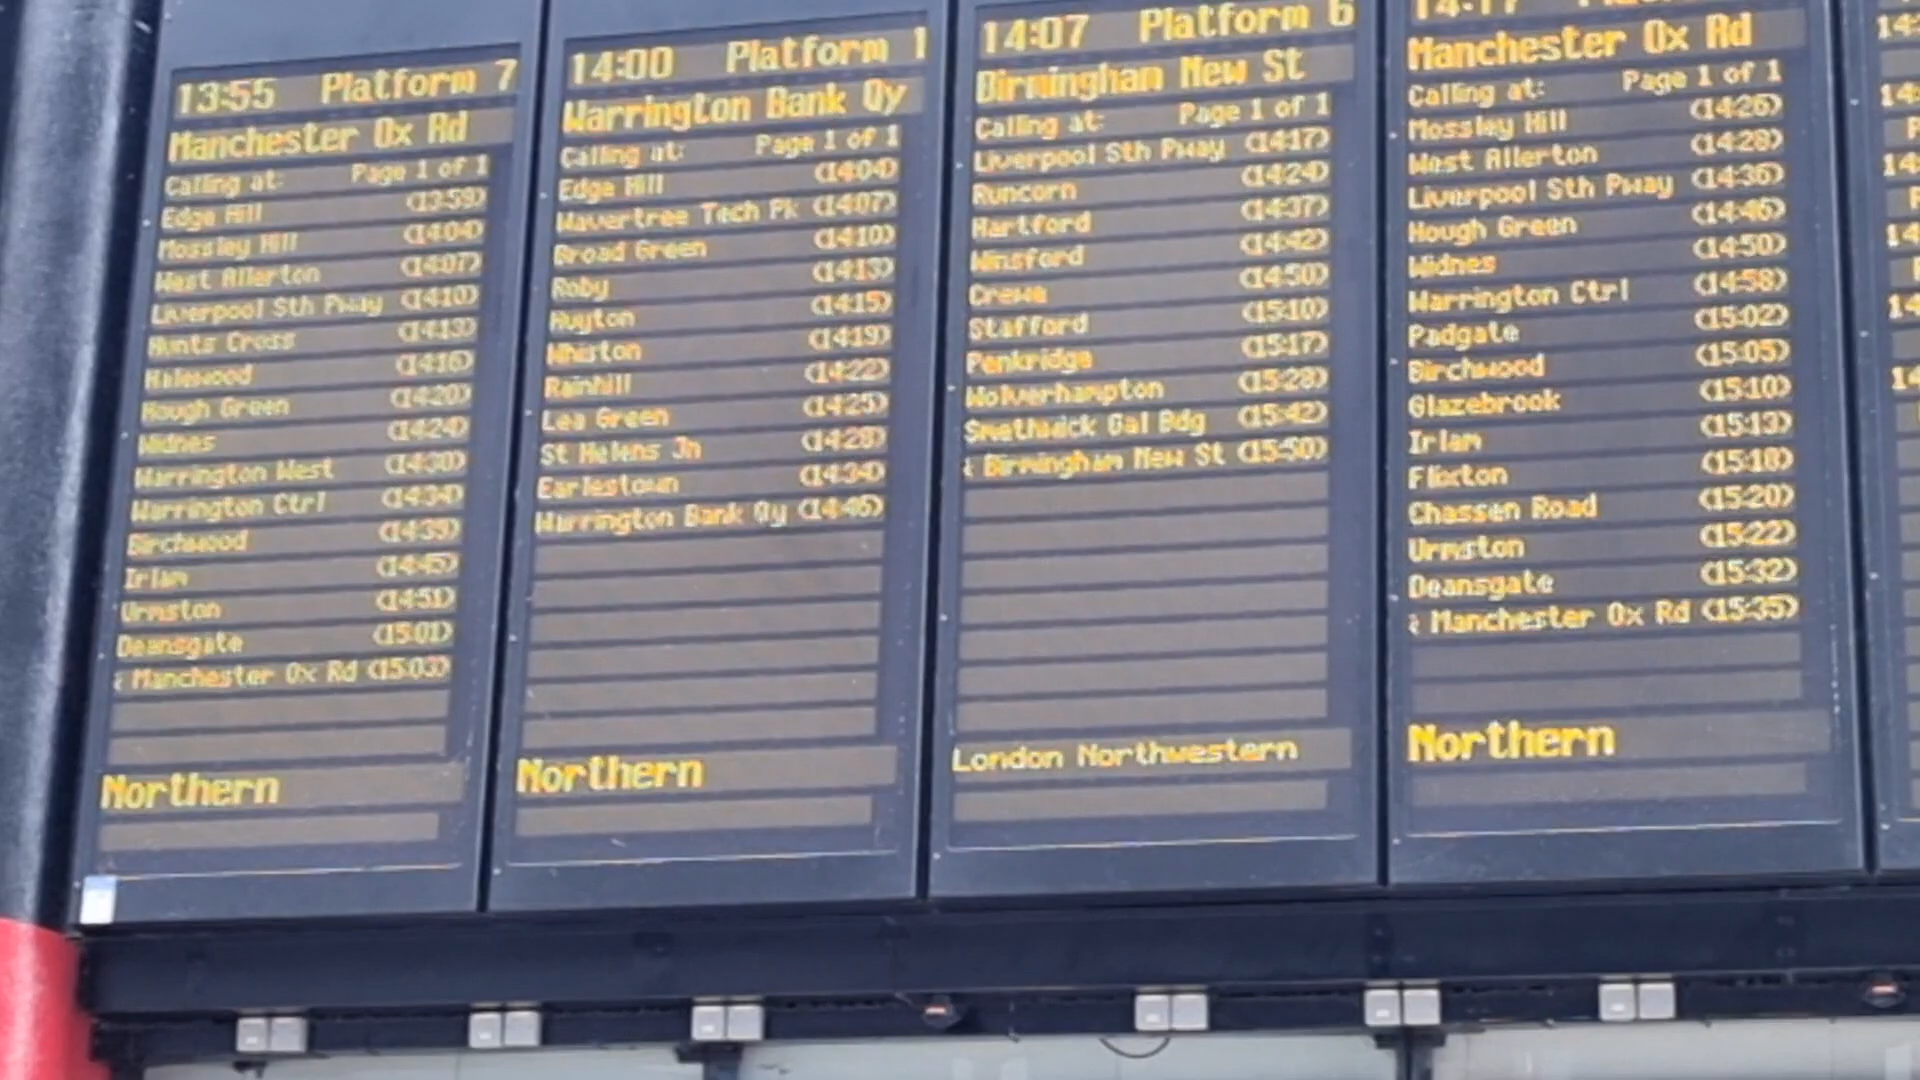 13:55 Platform 7
Manchester Ox Rd
Calling at: Page 1 of 1
Edge Hill (13:59)
Mossley Hill (14:04)
West Allerton (14:07)
Liverpool Sth Pway (14:10)
Hunts Cross (14:13)
Halewood (14:16)
Hough Green (14:20)
Widnes (14:24)
Warrington West (14:30)
Warrington Ctrl (14:34)
Birchwood (14:39)
Irlam (14:45)
Urmston (14:51)
Deansgate (15:01)
Manchester Ox Rd (15:03)
Northern
14:00 Platform 1
Warrington Bank Qy
Calling at: Page 1 of 1
Edge Hill (14:04)
Wavertree Tech Pk (14:07)
Broad Green (14:10)
Roby (14:13)
Huyton (14:15)
Whiston (14:19)
Rainhill (14:22)
Lea Green (14:25)
St Helens Jn (14:28)
Earlestown (14:34)
Warrington Bank Qy (14:46)
Northern
14:07 Platform 6
Birmingham New St
Calling at: Page 1 of 1
Liverpool Sth Pway (14:17)
Runcorn (14:24)
Hartford (14:37)
Winsford (14:42)
Crewe (14:50)
Stafford (15:10)
Penkridge (15:17)
Wolverhampton (15:28)
Smethwick Gal Bdg (15:42)
Birmingham New St (15:50)
London Northwestern
14:17
Manchester Ox Rd
Calling at: Page 1 of 1
Mossley Hill (14:26)
West Allerton (14:28)
Liverpool Sth Pway (14:36)
Hough Green (14:46)
Widnes (14:50)
Warrington Ctrl (14:58)
Padgate (15:02)
Birchwood (15:05)
Glazebrook (15:10)
Irlam (15:13)
Flixton (15:18)
Chassen Road (15:20)
Urmston (15:22)
Deansgate (15:32)
Manchester Ox Rd (15:35)
Northern